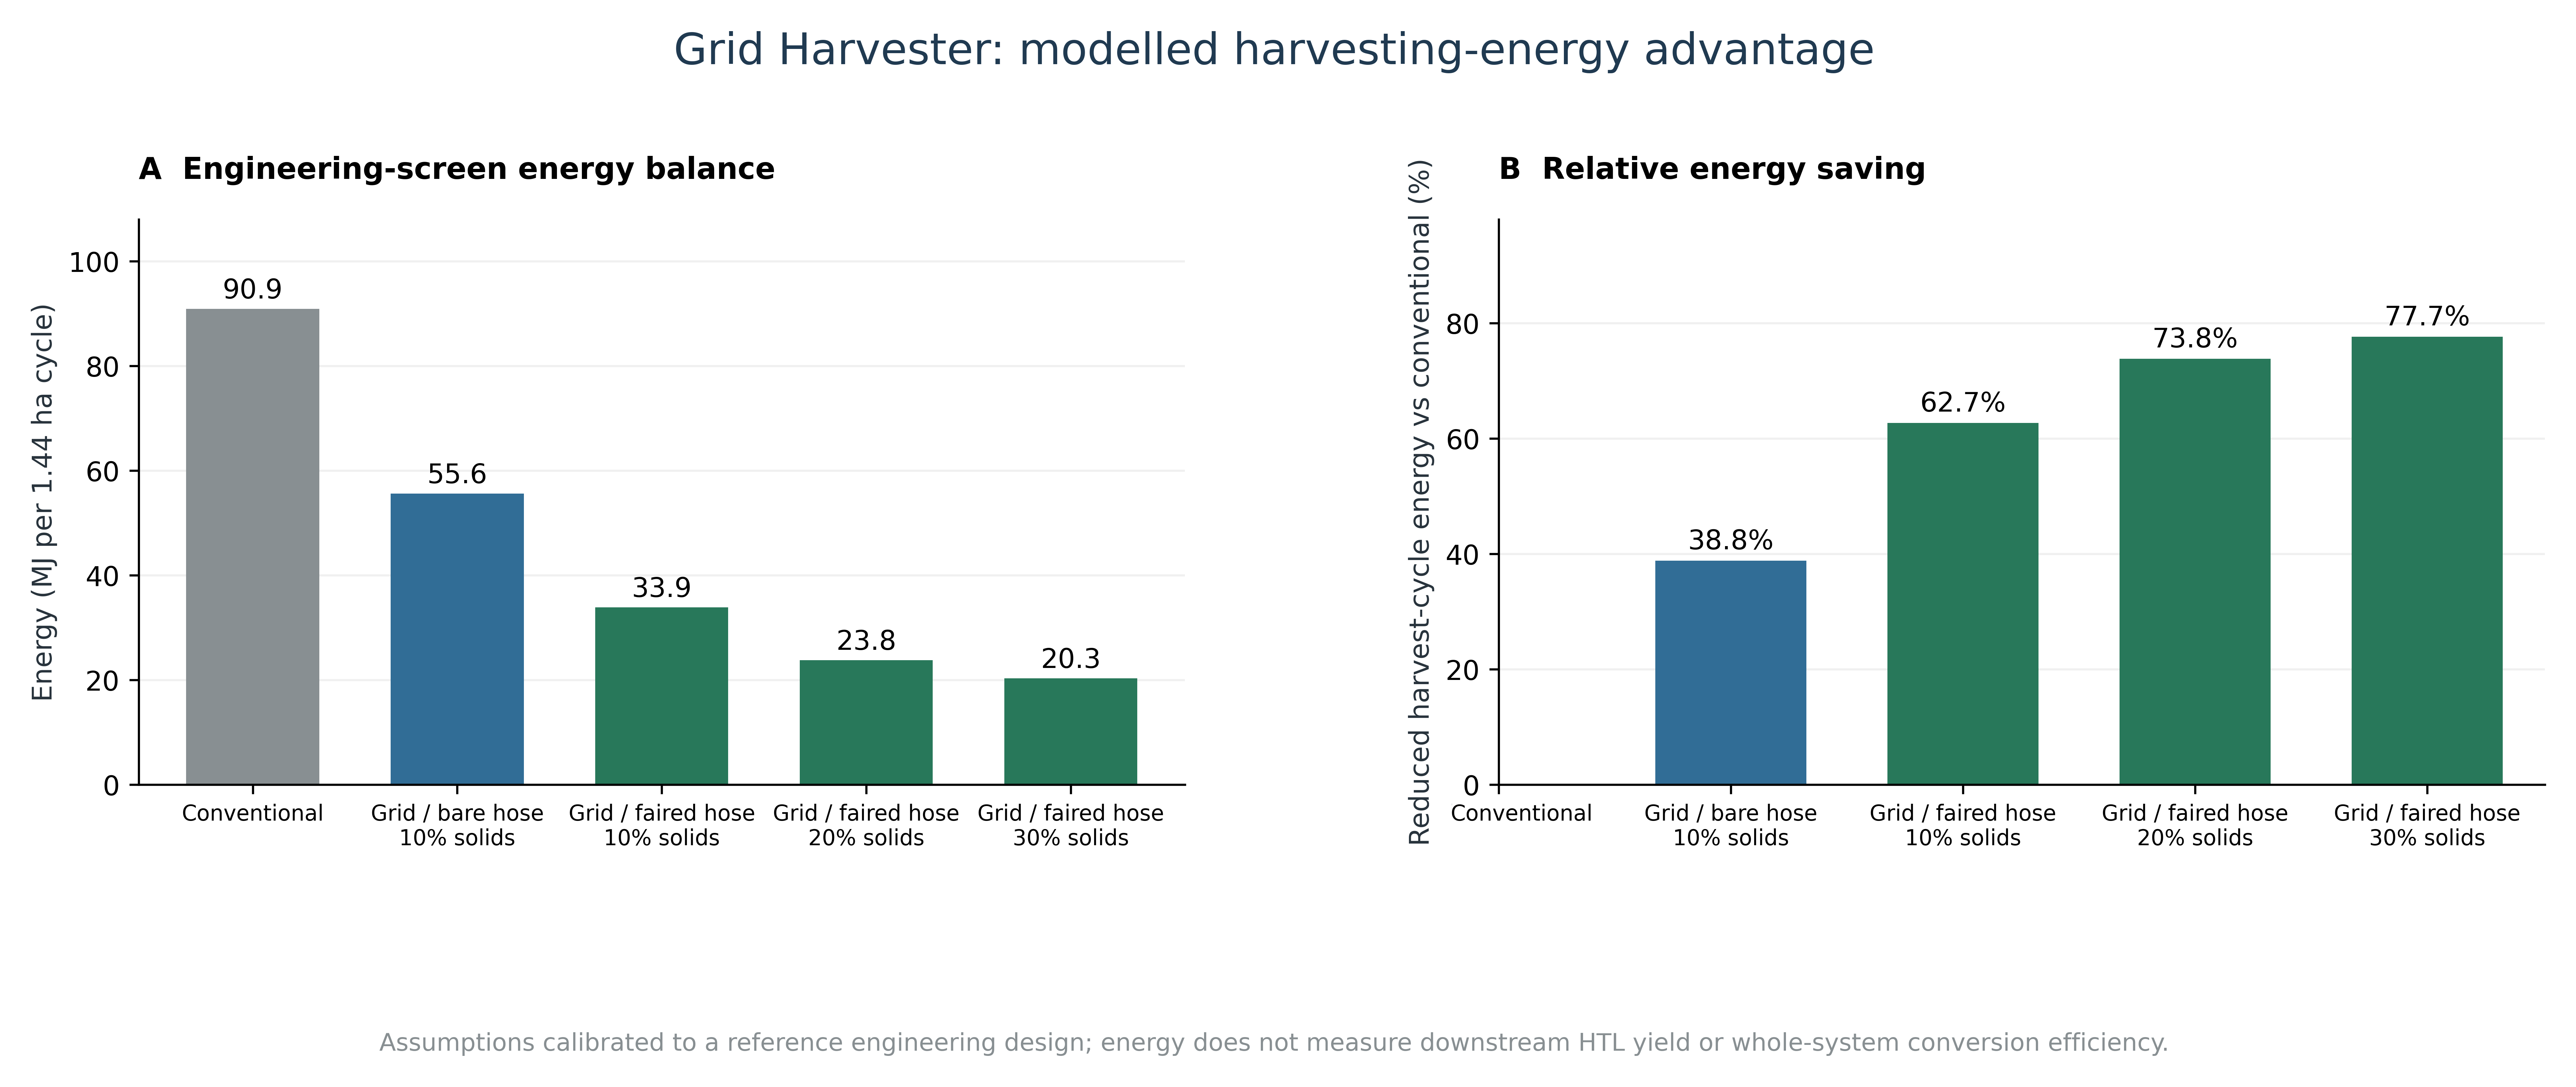 Grid Harvester: modelled harvesting-energy advantage
A Engineering-screen energy balance
Energy (MJ per 1.44 ha cycle)
100
80
60
40
20
0
90.9
55.6
33.9
23.8
20.3
Conventional
Grid / bare hose
10% solids
Grid / faired hose
10% solids
Grid / faired hose
20% solids
Grid / faired hose
30% solids
B Relative energy saving
Reduced harvest-cycle energy vs conventional (%)
80
60
40
20
0
38.8%
62.7%
73.8%
77.7%
Conventional
Grid / bare hose
10% solids
Grid / faired hose
10% solids
Grid / faired hose
20% solids
Grid / faired hose
30% solids
Assumptions calibrated to a reference engineering design; energy does not measure downstream HTL yield or whole-system conversion efficiency.